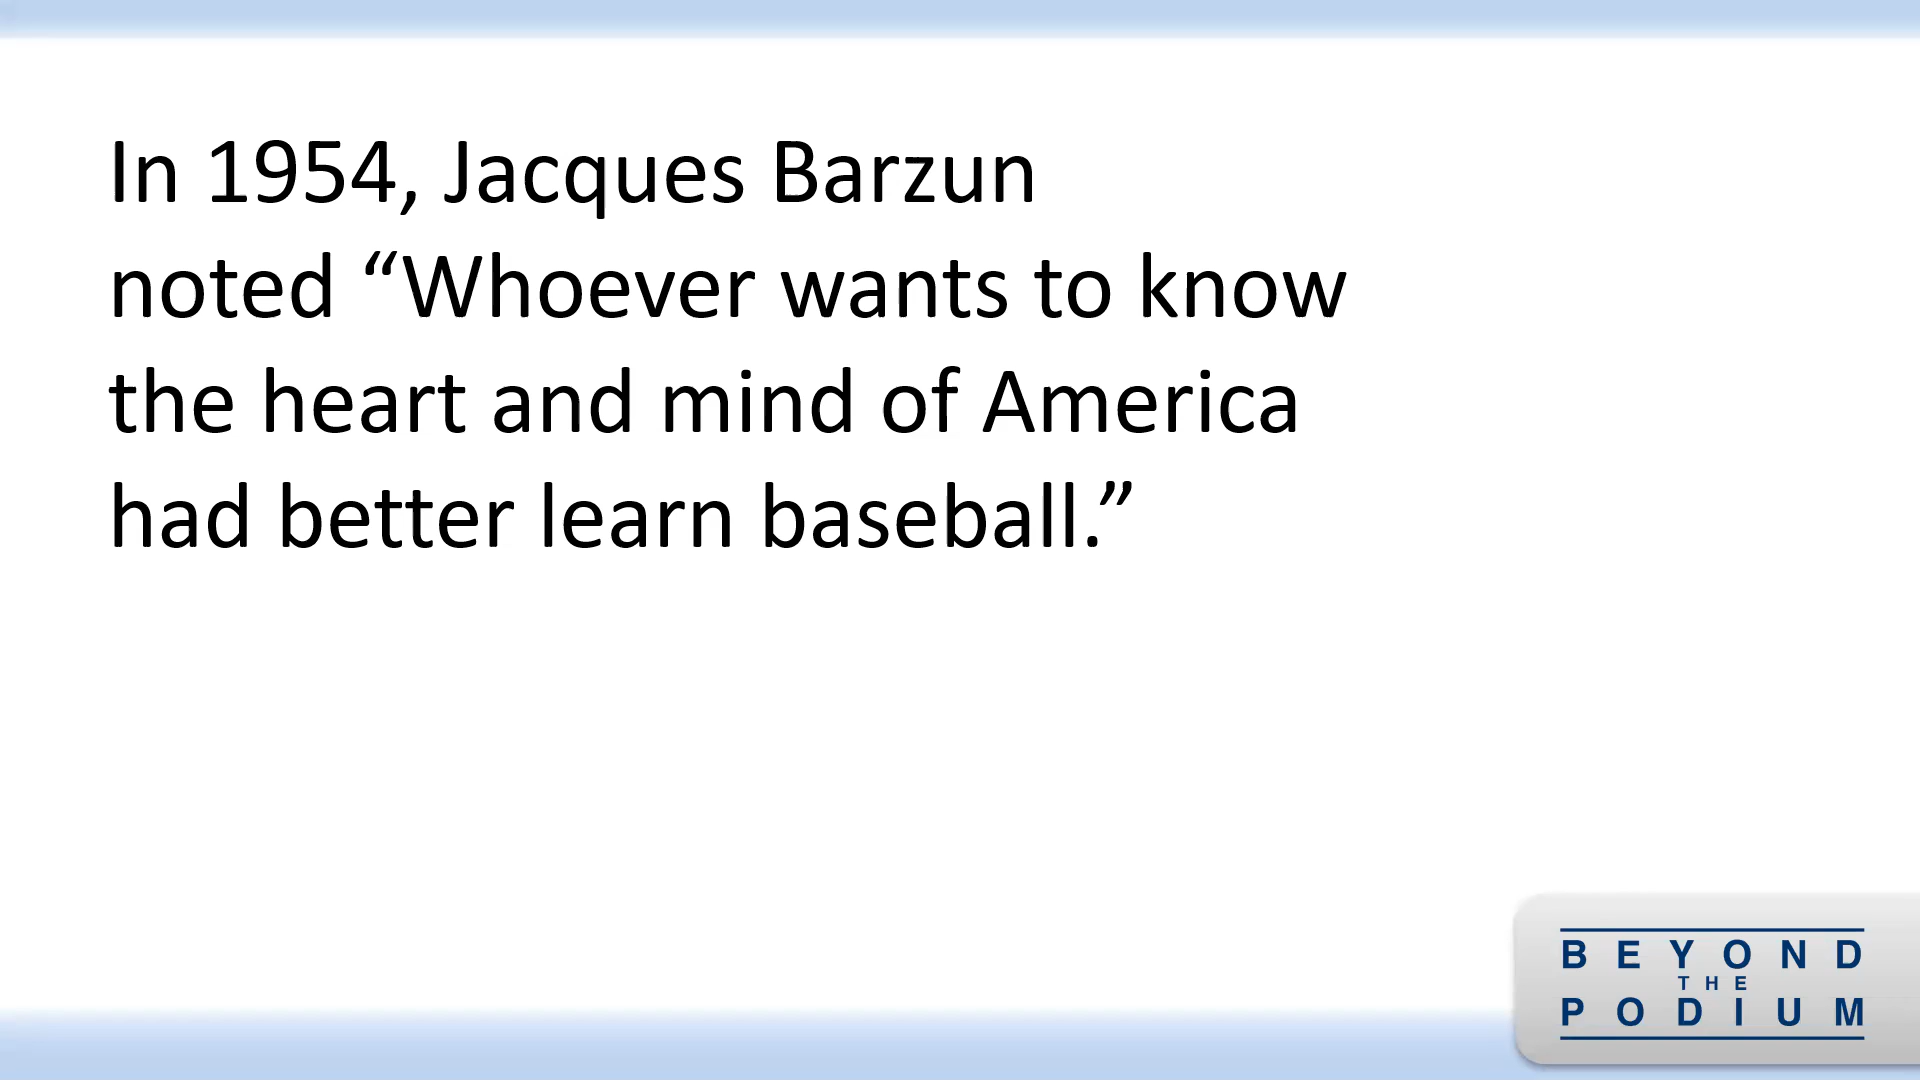 In 1954, Jacques Barzun
noted “Whoever wants to know
the heart and mind of America
had better learn baseball.”
BEYOND
THE
PODIUM